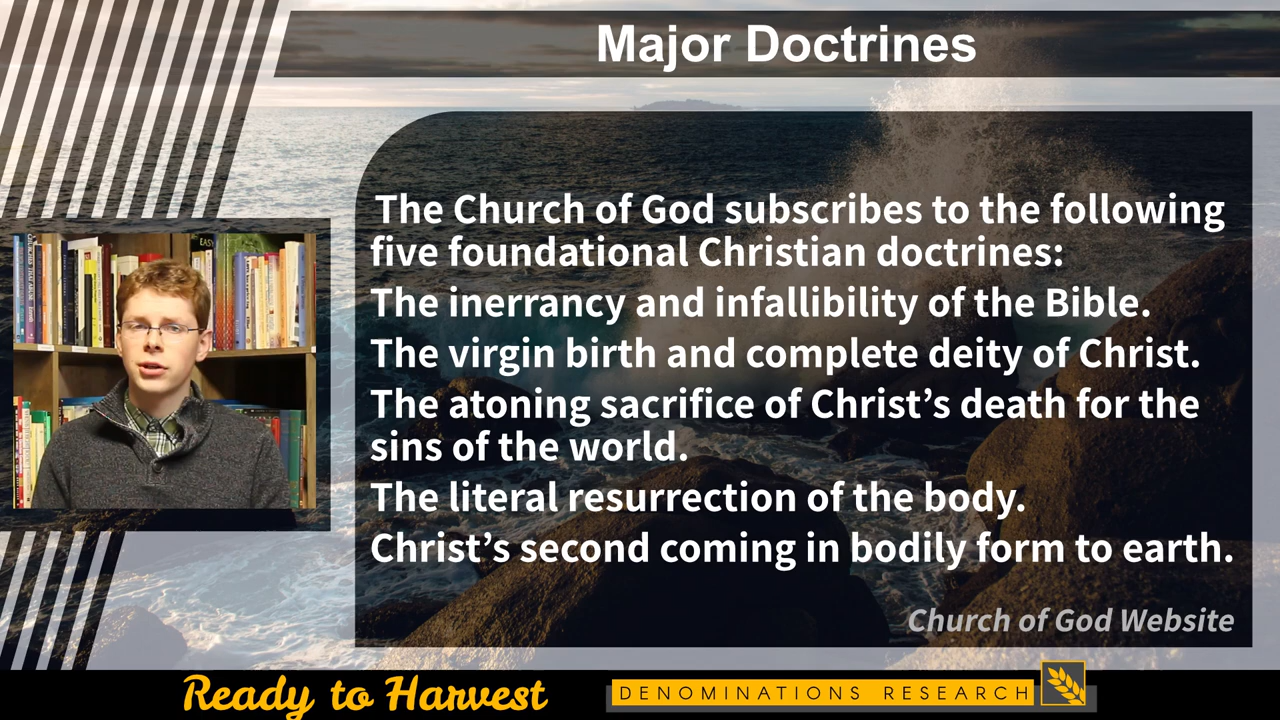 Major Doctrines
The Church of God subscribes to the following
five foundational Christian doctrines:
The inerrancy and infallibility of the Bible.
The virgin birth and complete deity of Christ.
The atoning sacrifice of Christ’s death for the
sins of the world.
The literal resurrection of the body.
Christ’s second coming in bodily form to earth.
Church of God Website
Ready to Harvest
DENOMINATIONS RESEARCH